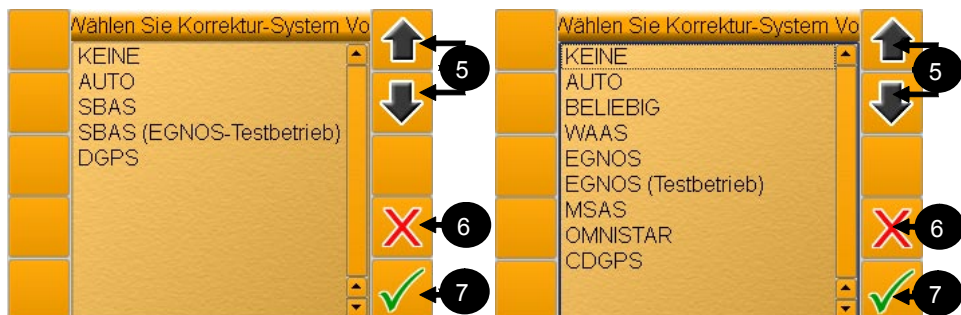 Wählen Sie Korrektur-System Vo
KEINE
AUTO
SBAS
SBAS (EGNOS-Testbetrieb)
DGPS
5
6
7
Wählen Sie Korrektur-System Vo
KEINE
AUTO
BELIEBIG
WAAS
EGNOS
EGNOS (Testbetrieb)
MSAS
OMNISTAR
CDGPS
5
6
7